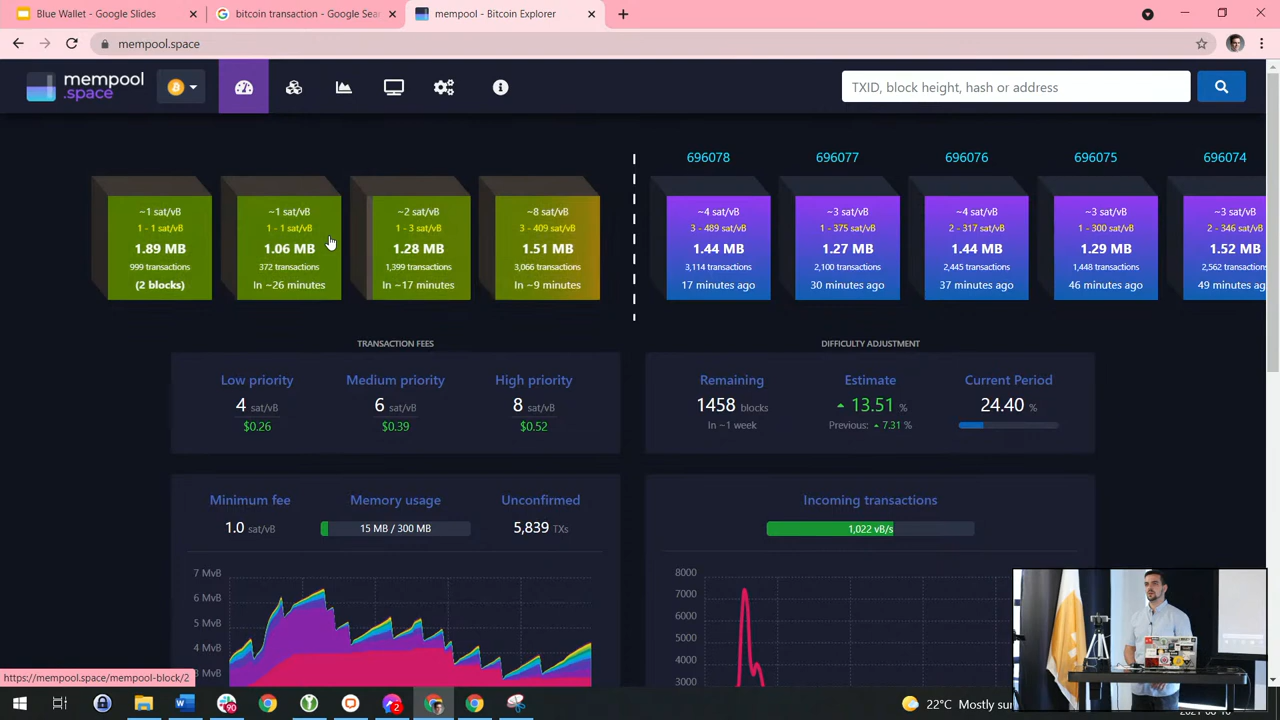 Blue Wallet - Google Slides
bitcoin transaction - Google Sea
mempool - Bitcoin Explorer
mempool.space
mempool
.space
TXID, block height, hash or address
696078
696077
696076
696075
696074
~1 sat/vB
1 - 1 sat/vB
1.89 MB
999 transactions
(2 blocks)
~1 sat/vB
1 - 1 sat/vB
1.06 MB
372 transactions
In ~26 minutes
~2 sat/vB
1 - 3 sat/vB
1.28 MB
1,399 transactions
In ~17 minutes
~8 sat/vB
3 - 409 sat/vB
1.51 MB
3,066 transactions
In ~9 minutes
~4 sat/vB
3 - 489 sat/vB
1.44 MB
3,114 transactions
17 minutes ago
~3 sat/vB
1 - 375 sat/vB
1.27 MB
2,100 transactions
30 minutes ago
~4 sat/vB
2 - 317 sat/vB
1.44 MB
2,445 transactions
37 minutes ago
~3 sat/vB
1 - 300 sat/vB
1.29 MB
1,448 transactions
46 minutes ago
~3 sat/vB
2 - 346 sat/vB
1.52 MB
2,562 transactions
49 minutes ago
TRANSACTION FEES
Low priority
4 sat/vB
$0.26
Medium priority
6 sat/vB
$0.39
High priority
8 sat/vB
$0.52
DIFFICULTY ADJUSTMENT
Remaining
1458 blocks
In ~1 week
Estimate
13.51 %
Previous: 7.31 %
Current Period
24.40 %
Minimum fee
1.0 sat/vB
Memory usage
15 MB / 300 MB
Unconfirmed
5,839 TXs
Incoming transactions
1,022 vB/s
7 MvB
6 MvB
5 MvB
4 MvB
8000
7000
6000
5000
4000
3000
https://mempool.space/mempool-block/2
90
2
22°C Mostly sun